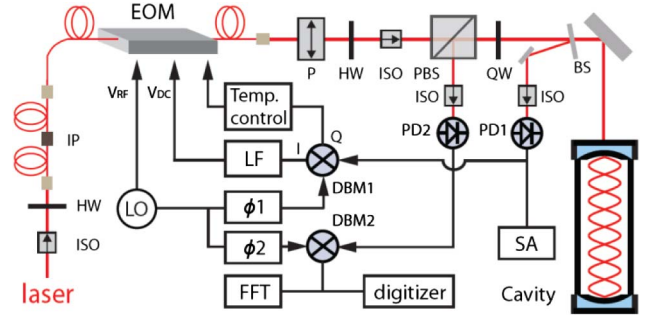 EOM
P
HW
ISO
PBS
QW
BS
VRF
VDC
Temp.
control
ISO
ISO
IP
Q
PD2
PD1
LF
I
DBM1
HW
LO
ϕ1
DBM2
ISO
ϕ2
SA
laser
FFT
digitizer
Cavity